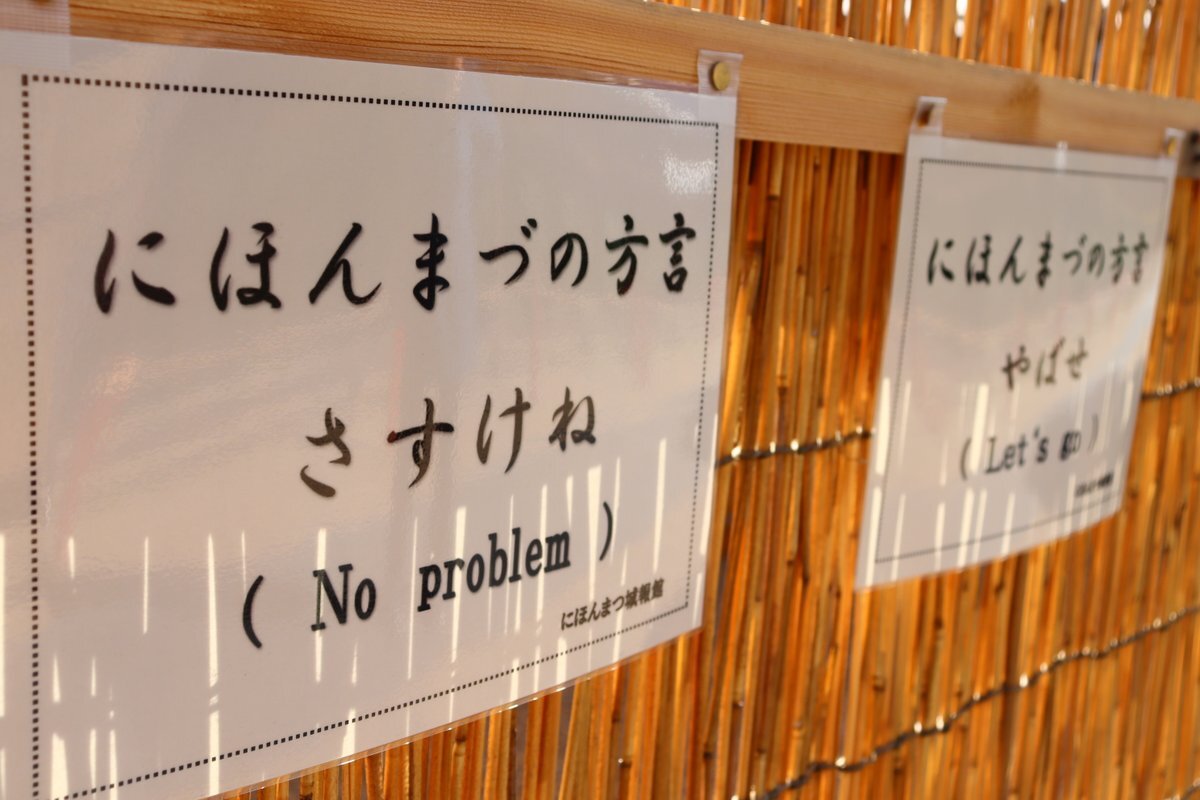 にほんまづの方言
さすけね
( No problem )
にほんまつ城報館
にほんまづの方言
やばせ
( Let's go )